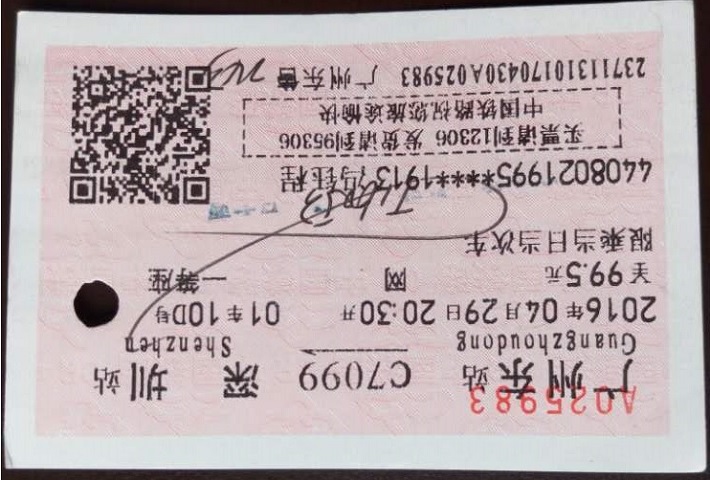 A025983
广州东站 C7099 深圳站
Guangzhoudong Shenzhen
2016年04月29日20:30开 01车10D号
￥99.5元 网 一等座
限乘当日当次车
4408021995****1913冯钰程
买票请到12306 发货请到95306
中国铁路祝您旅途愉快
23711131017043​0A025983 广州东售